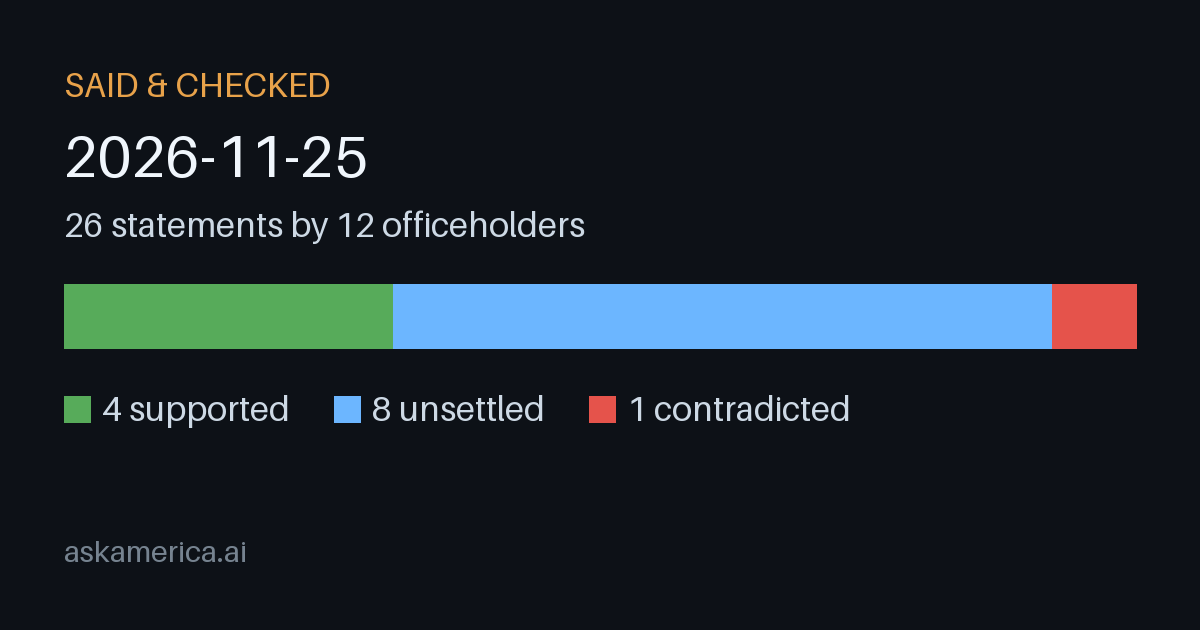 SAID & CHECKED
2026-11-25
26 statements by 12 officeholders
4 supported
8 unsettled
1 contradicted
askamerica.ai